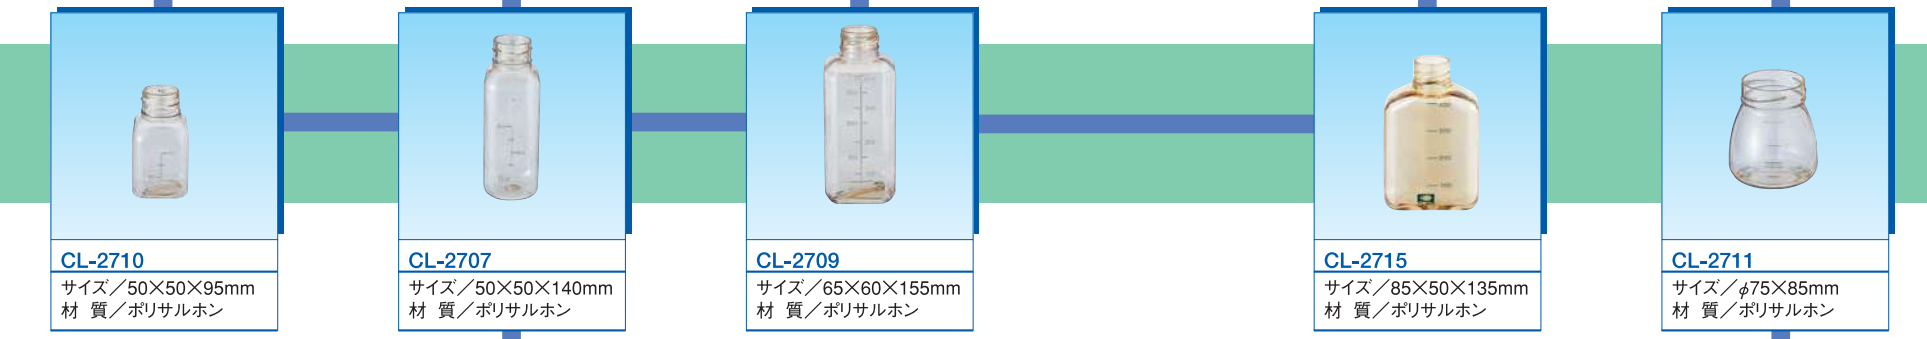 CL-2710
サイズ／50×50×95mm
材 質／ポリサルホン
CL-2707
サイズ／50×50×140mm
材 質／ポリサルホン
CL-2709
サイズ／65×60×155mm
材 質／ポリサルホン
CL-2715
サイズ／85×50×135mm
材 質／ポリサルホン
CL-2711
サイズ／φ75×85mm
材 質／ポリサルホン